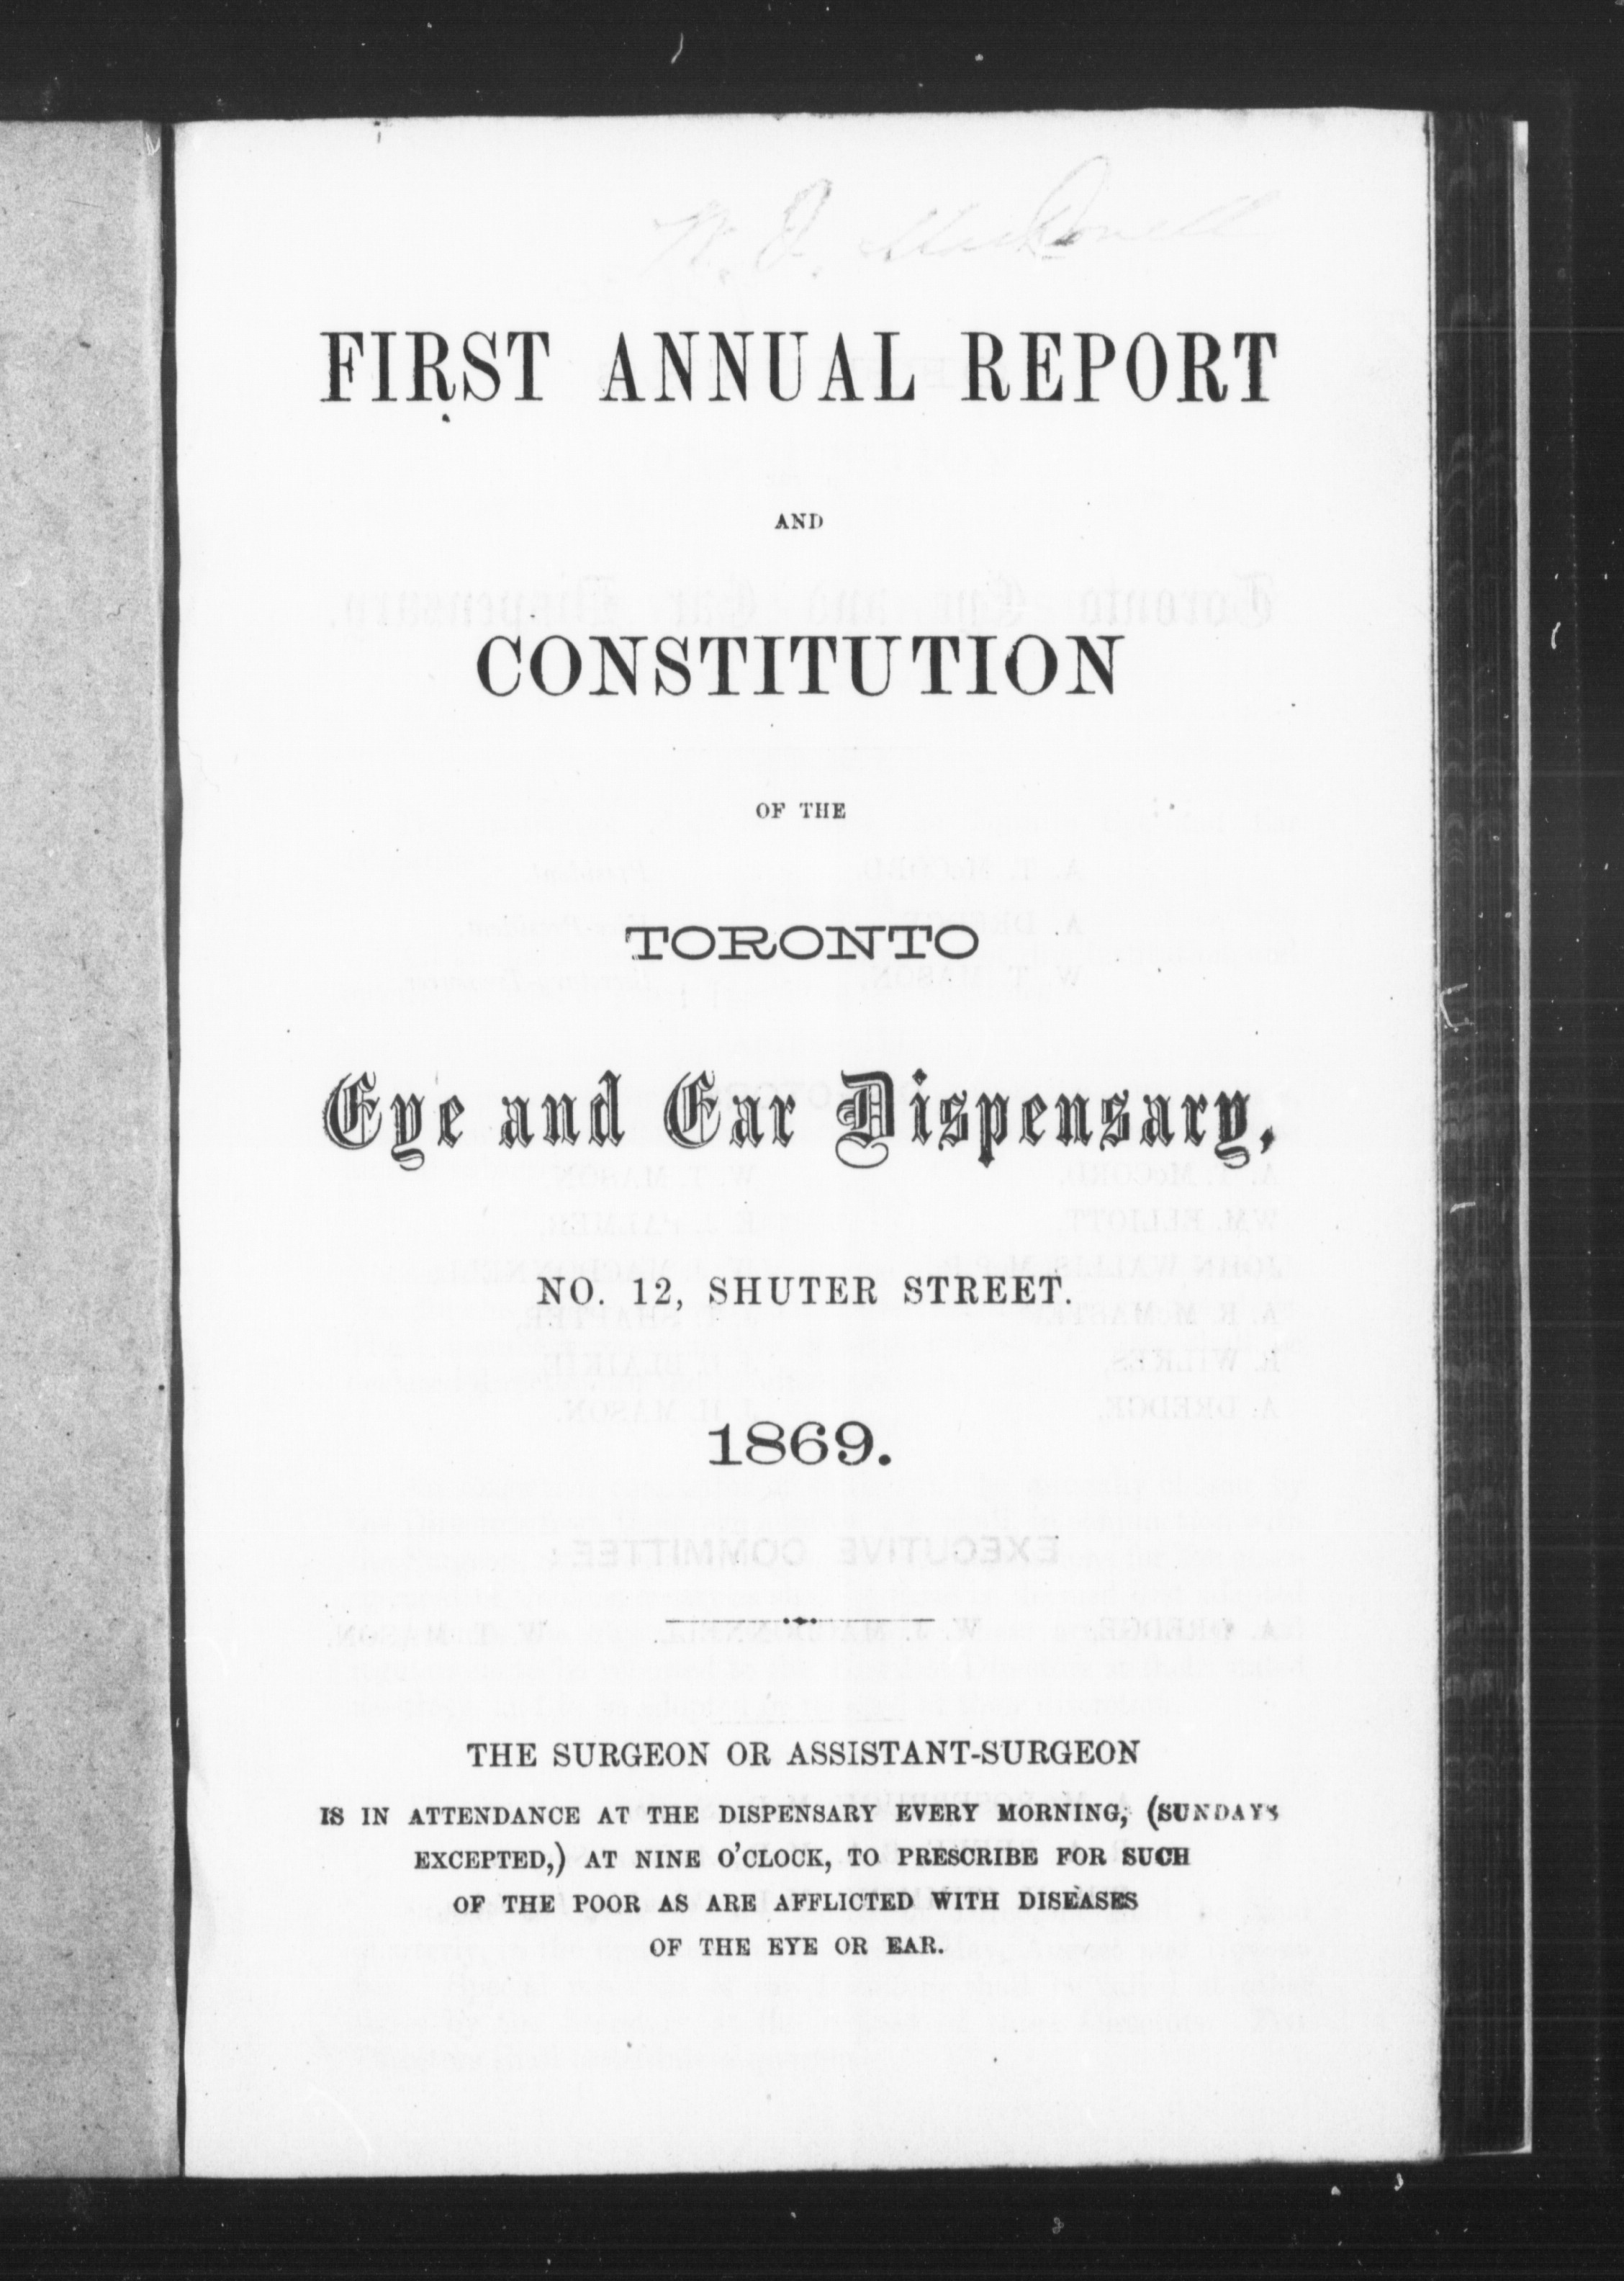 FIRST ANNUAL REPORT
AND
CONSTITUTION
OF THE
TORONTO
Eye and Ear Dispensary,
NO. 12, SHUTER STREET.
1869.
THE SURGEON OR ASSISTANT-SURGEON
IS IN ATTENDANCE AT THE DISPENSARY EVERY MORNING, (SUNDAYS
EXCEPTED,) AT NINE O'CLOCK, TO PRESCRIBE FOR SUCH
OF THE POOR AS ARE AFFLICTED WITH DISEASES
OF THE EYE OR EAR.